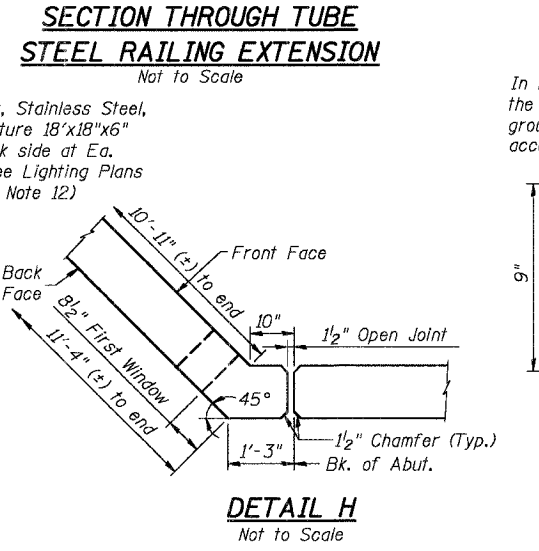 SECTION THROUGH TUBE
STEEL RAILING EXTENSION
Not to Scale
, Stainless Steel,
ture 18'x18"x6"
k side at Ea.
ee Lighting Plans
Note 12)
In
the
grou
acco
9"
10'-11" (±) to end
Front Face
Back
Face
8½" First Window
11'-4" (±) to end
10"
1½" Open Joint
45°
1½" Chamfer (Typ.)
1'-3"
Bk. of Abut.
DETAIL H
Not to Scale